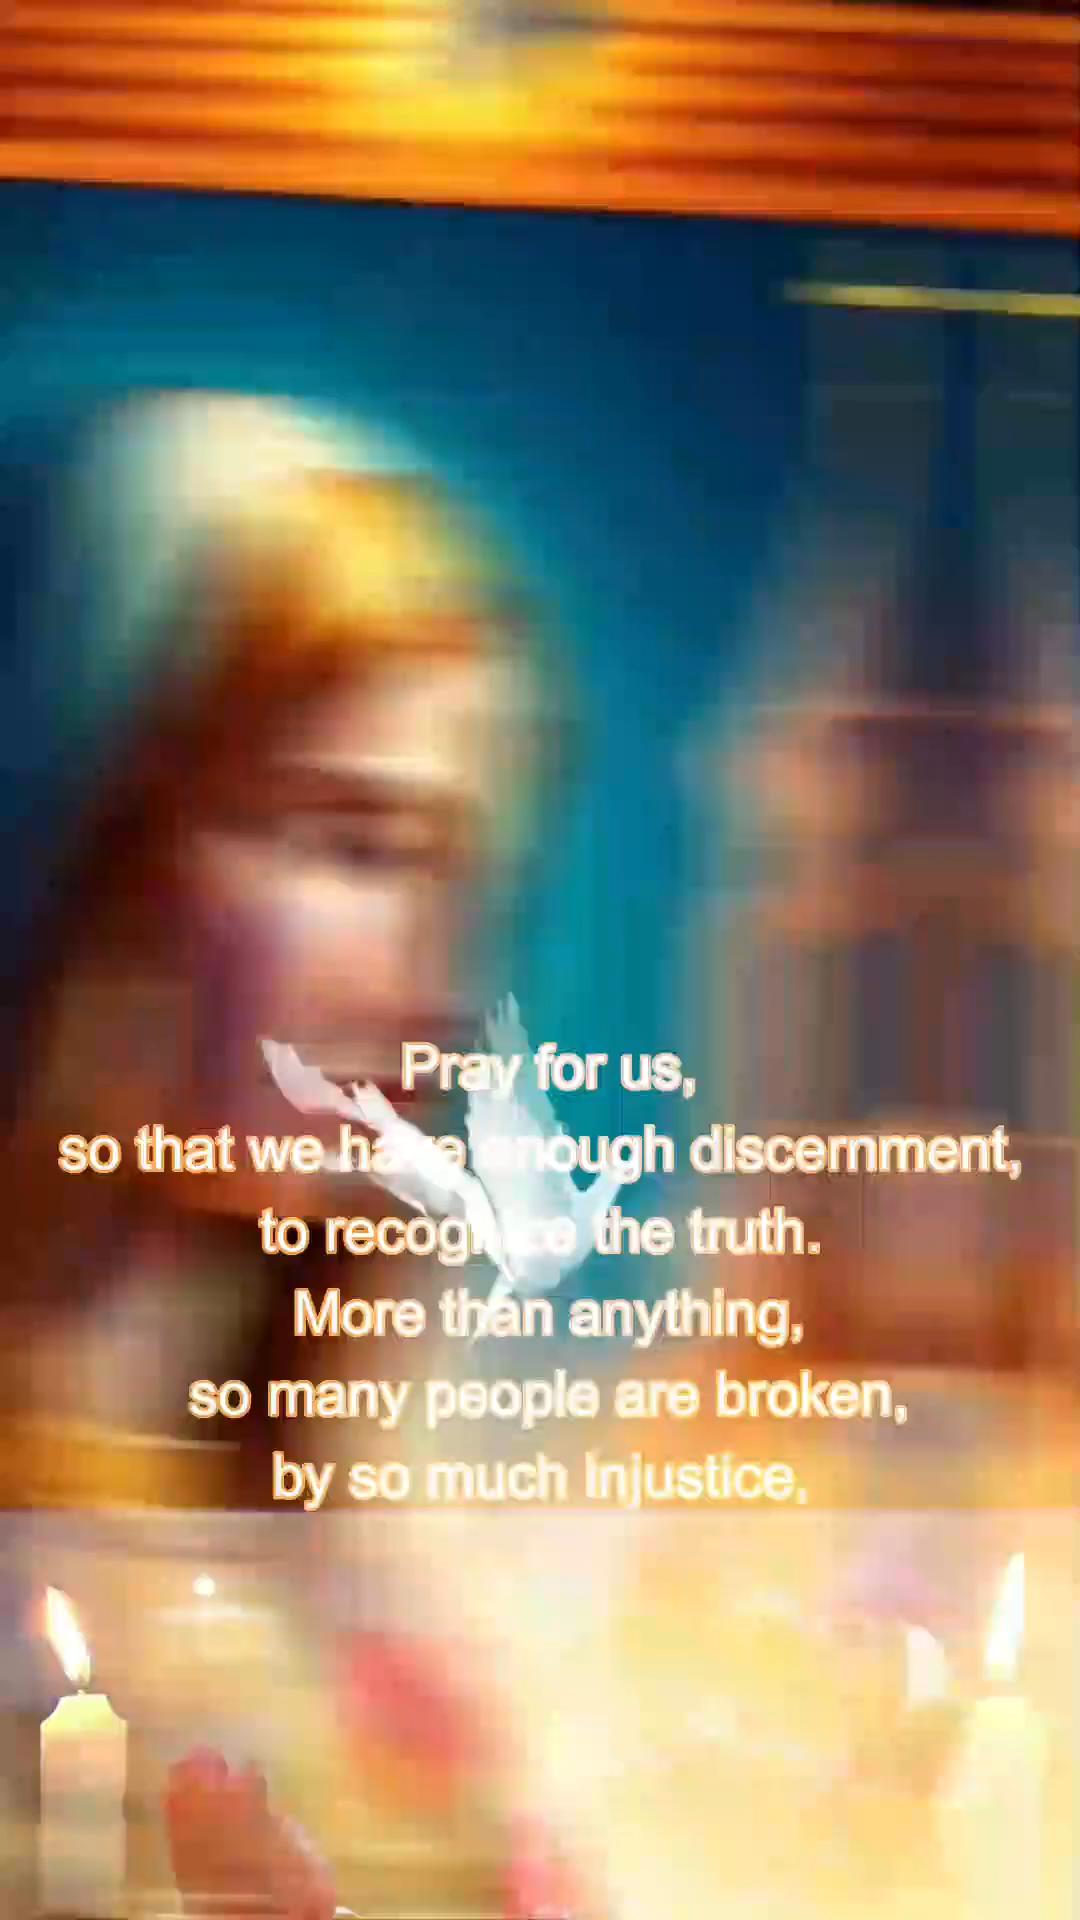 Pray for us,
so that we have enough discernment,
to recognize the truth.
More than anything,
so many people are broken,
by so much injustice,